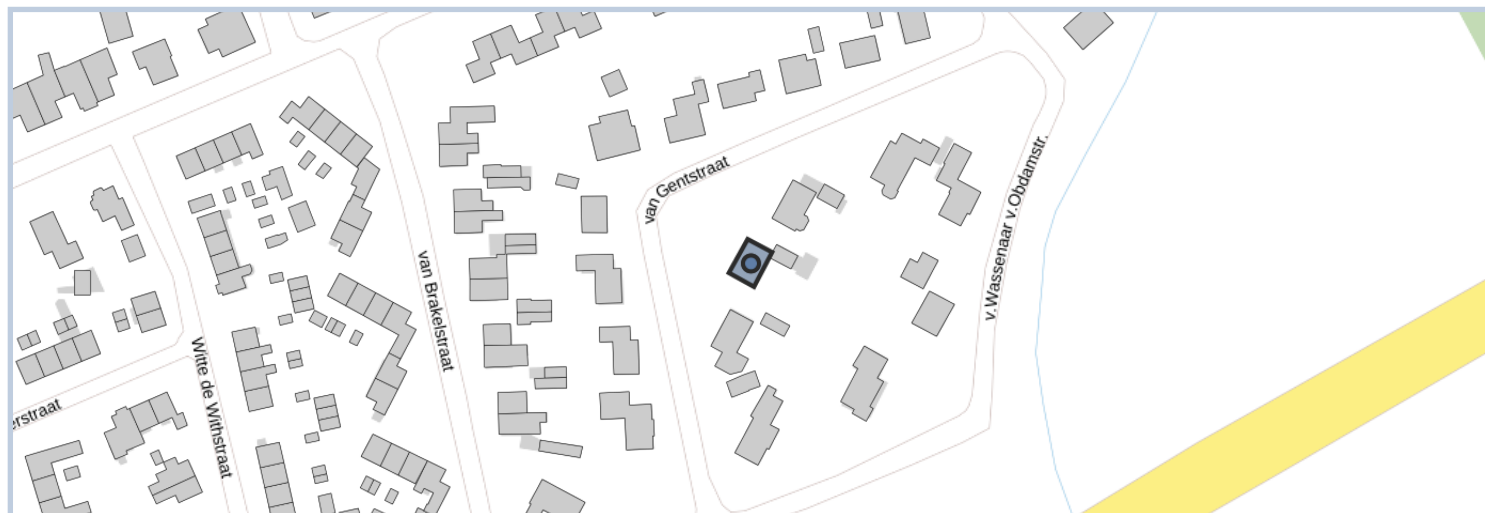 van Gentstraat
v.Wassenaar v.Obdamstr.
van Brakelstraat
Witte de Withstraat
erstraat